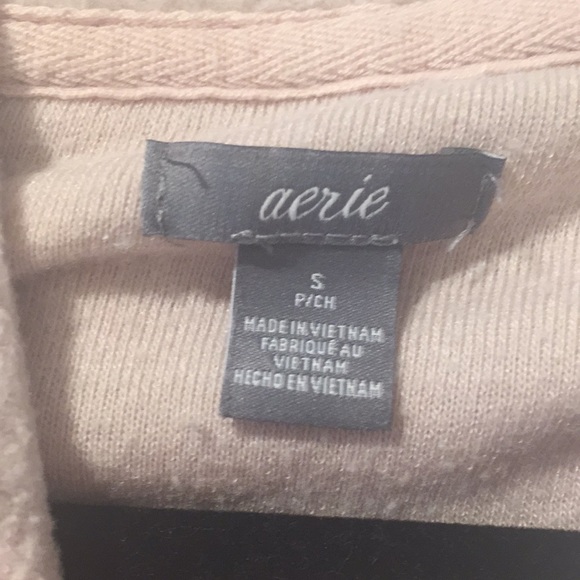 aerie
S
P/CH
MADE IN VIETNAM
FABRIQUÉ AU
VIETNAM
HECHO EN VIETNAM